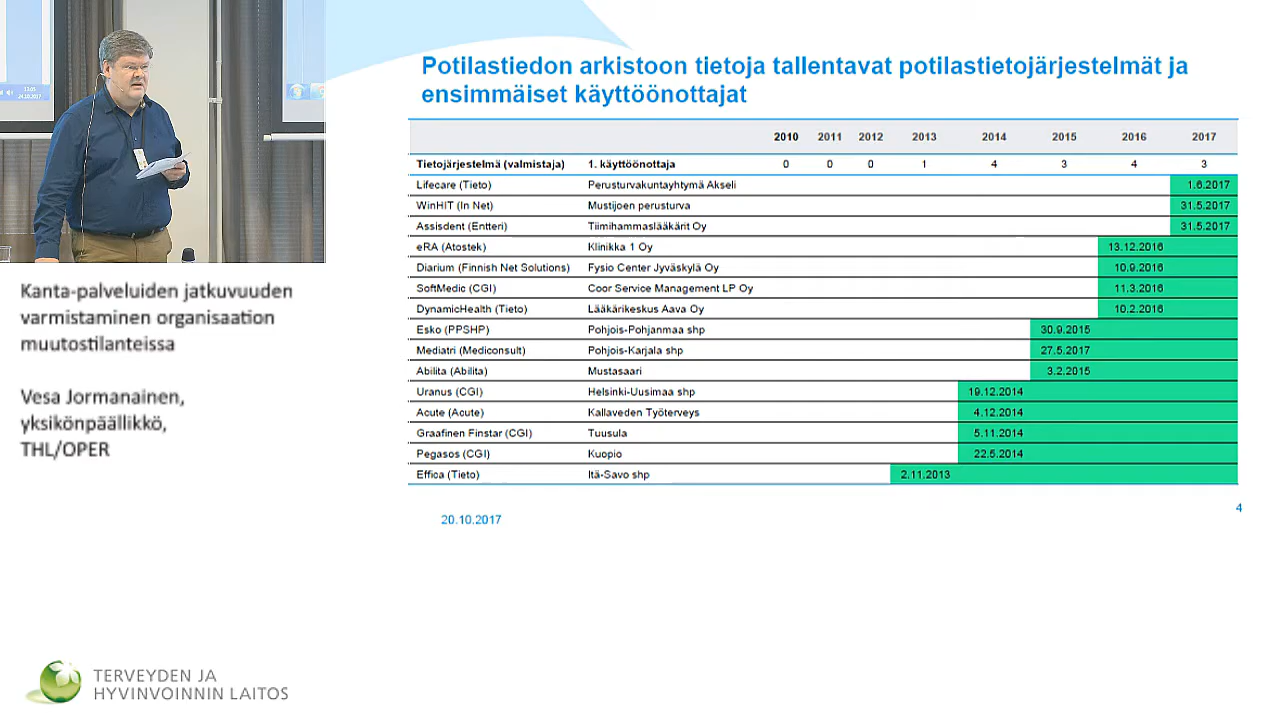 Potilastiedon arkistoon tietoja tallentavat potilastietojärjestelmät ja
ensimmäiset käyttöönottajat
2010 2011 2012 2013 2014 2015 2016 2017
Tietojärjestelmä (valmistaja) 1. käyttöönottaja 0 0 0 1 4 3 4 3
Lifecare (Tieto) Perusturvakuntayhtymä Akseli 1.6.2017
WinHIT (In Net) Mustijoen perusturva 31.5.2017
Assisdent (Entteri) Tiimihammaslääkärit Oy 31.5.2017
eRA (Atostek) Klinikka 1 Oy 13.12.2016
Diarium (Finnish Net Solutions) Fysio Center Jyväskylä Oy 10.9.2016
SoftMedic (CGI) Coor Service Management LP Oy 11.3.2016
DynamicHealth (Tieto) Lääkärikeskus Aava Oy 10.2.2016
Esko (PPSHP) Pohjois-Pohjanmaa shp 30.9.2015
Mediatri (Mediconsult) Pohjois-Karjala shp 27.5.2017
Abilita (Abilita) Mustasaari 3.2.2015
Uranus (CGI) Helsinki-Uusimaa shp 19.12.2014
Acute (Acute) Kallaveden Työterveys 4.12.2014
Graafinen Finstar (CGI) Tuusula 5.11.2014
Pegasos (CGI) Kuopio 22.5.2014
Effica (Tieto) Itä-Savo shp 2.11.2013
20.10.2017
4
Kanta-palveluiden jatkuvuuden
varmistaminen organisaation
muutostilanteissa
Vesa Jormanainen,
yksikönpäällikkö,
THL/OPER
TERVEYDEN JA
HYVINVOINNIN LAITOS